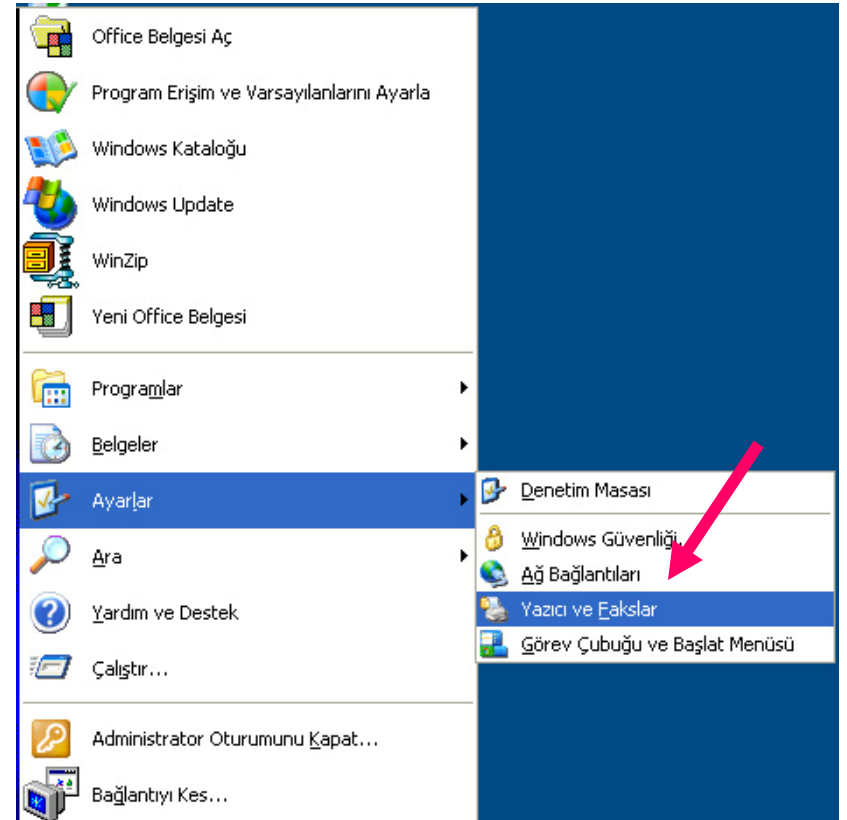 Office Belgesi Aç
Program Erişim ve Varsayılanlarını Ayarla
Windows Kataloğu
Windows Update
WinZip
Yeni Office Belgesi
Programlar
Belgeler
Ayarlar
Ara
Yardım ve Destek
Çalıştır...
Administrator Oturumunu Kapat...
Bağlantıyı Kes...
Denetim Masası
Windows Güvenliği..
Ağ Bağlantıları
Yazıcı ve Fakslar
Görev Çubuğu ve Başlat Menüsü